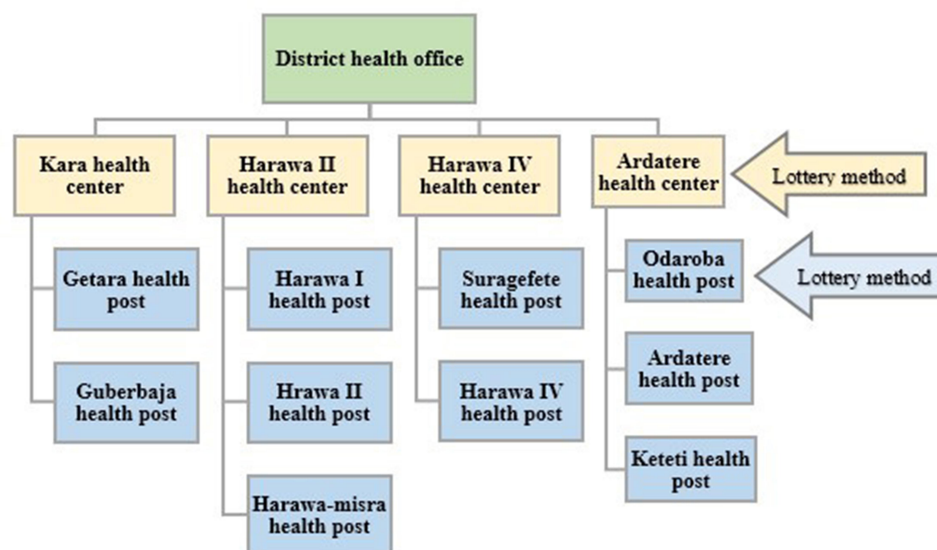 District health office
Kara health
center
Harawa II
health center
Harawa IV
health center
Ardatere
health center
Lottery method
Getara health
post
Harawa I
health post
Suragefete
health post
Odaroba
health post
Lottery method
Guberbaja
health post
Hrawa II
health post
Harawa IV
health post
Ardatere
health post
Harawa-misra
health post
Keteti health
post